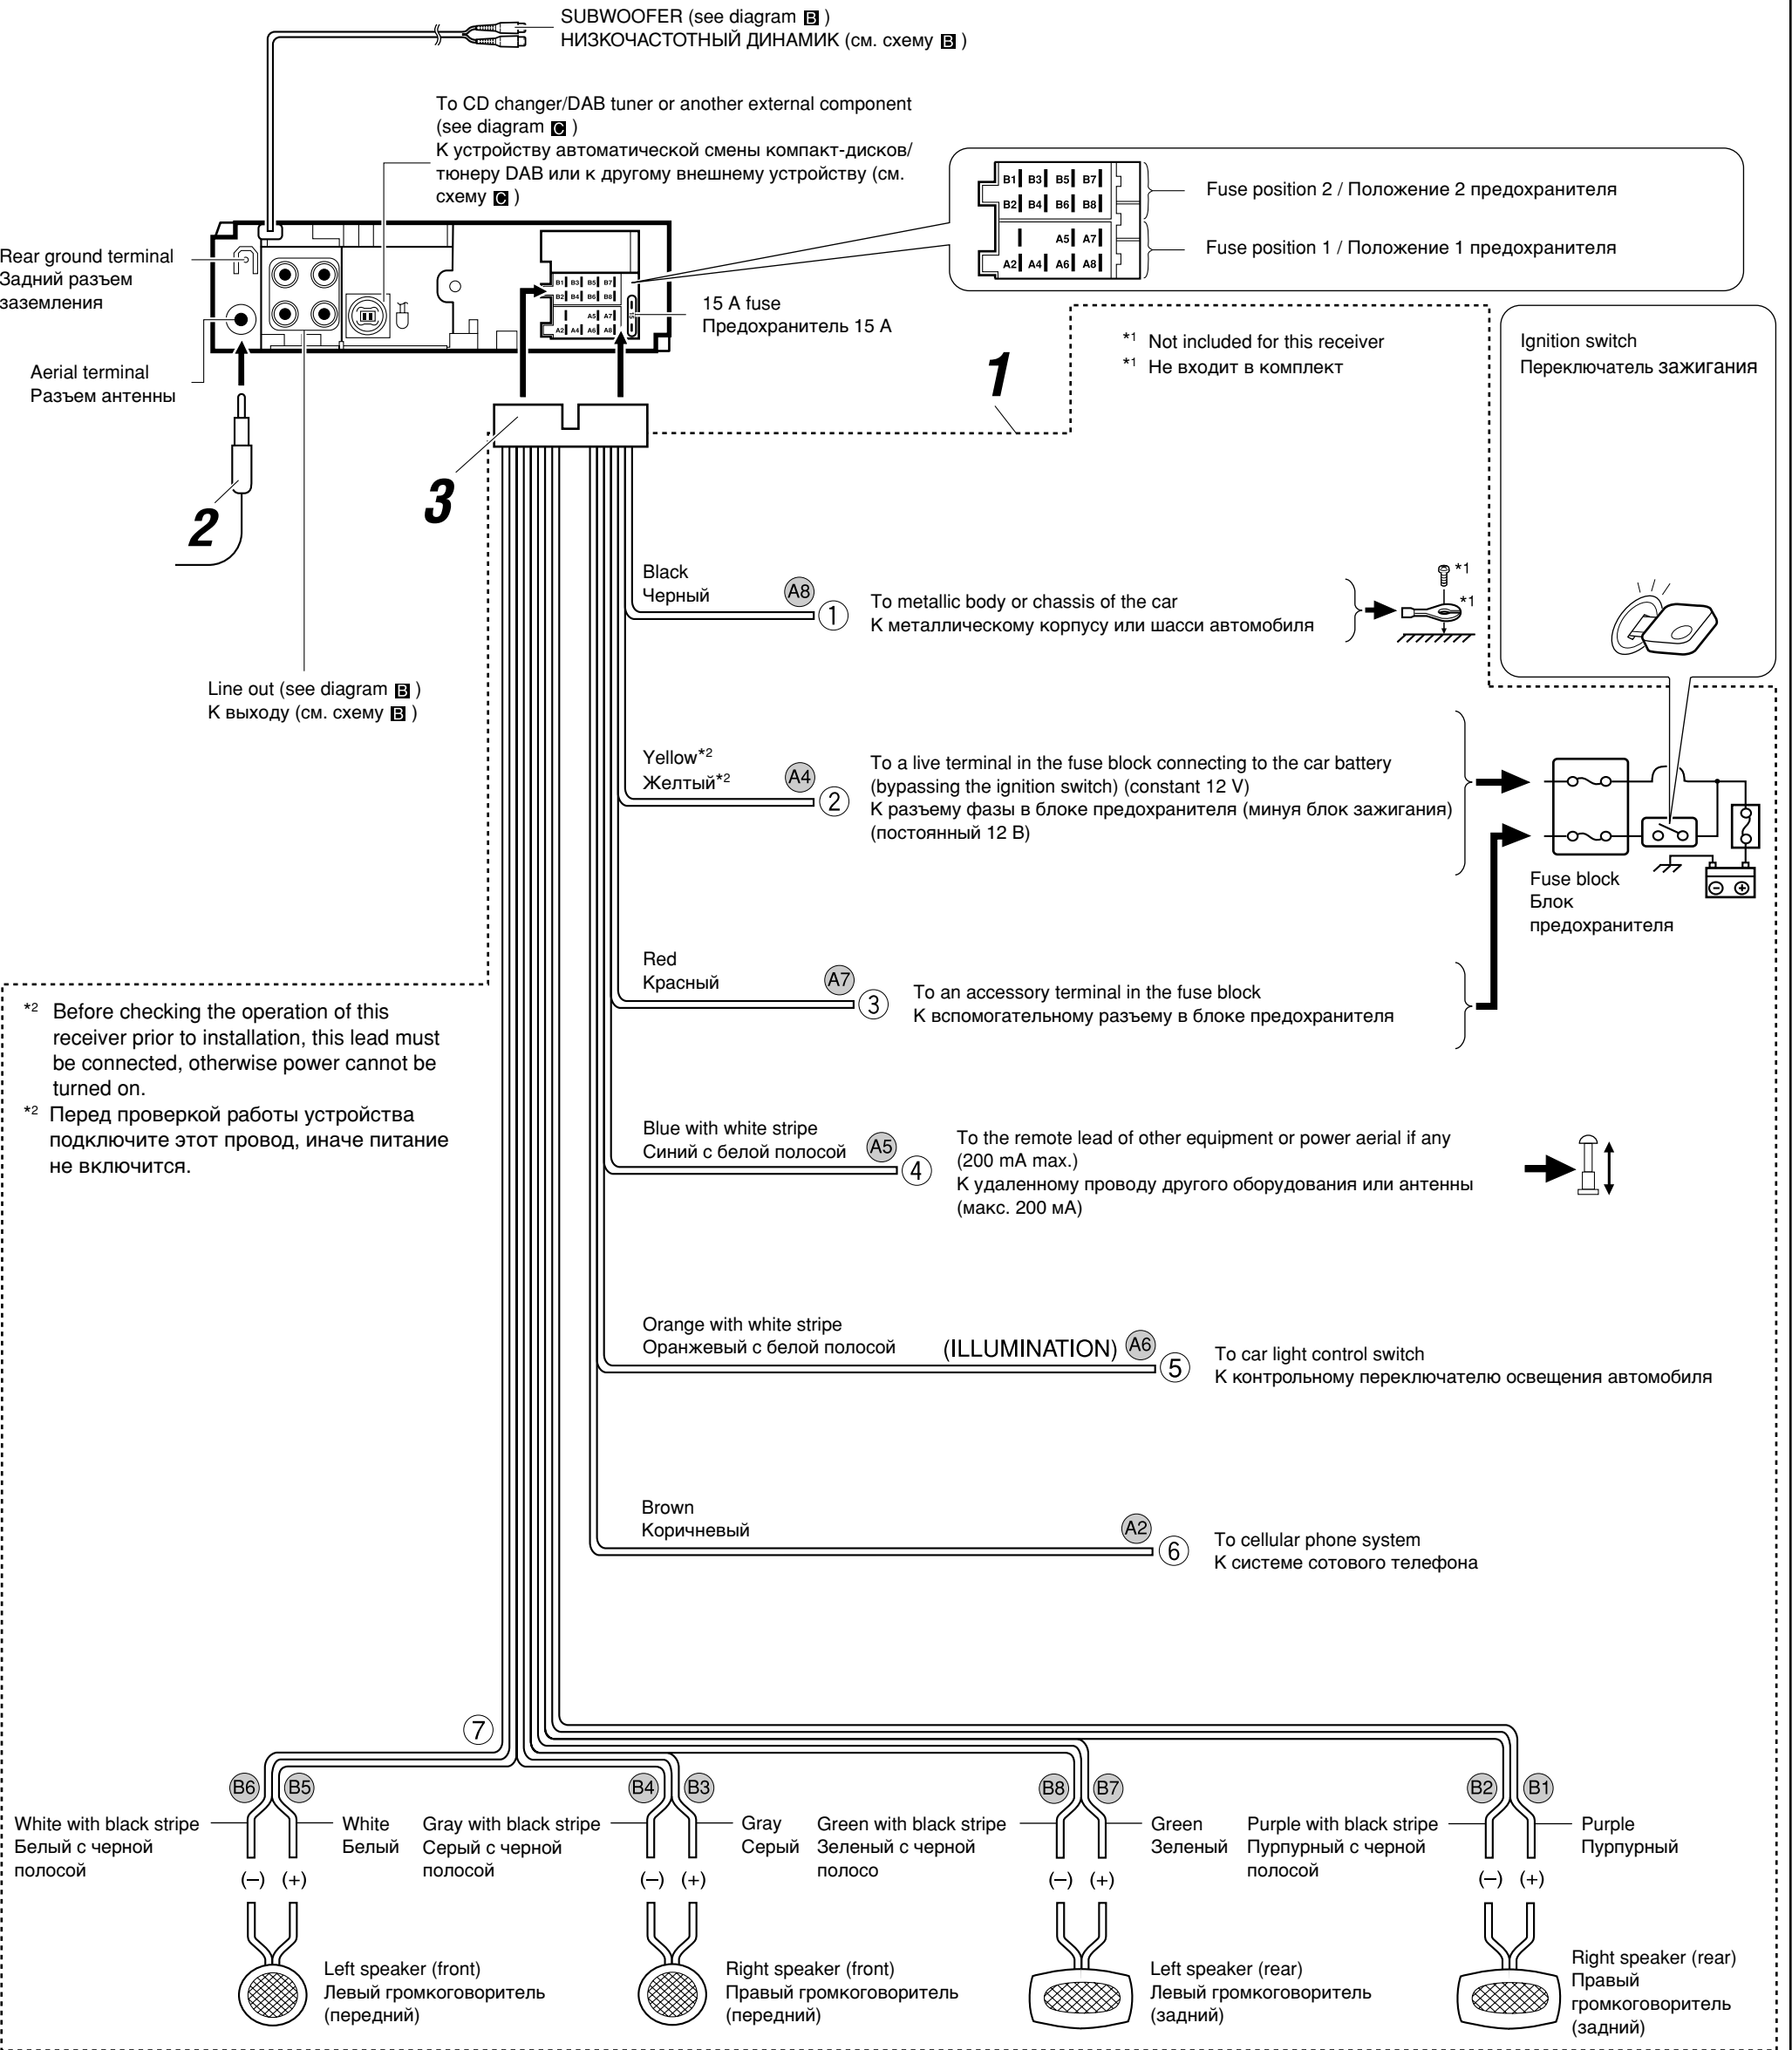 SUBWOOFER (see diagram B )
НИЗКОЧАСТОТНЫЙ ДИНАМИК (см. схему B )
To CD changer/DAB tuner or another external component
(see diagram C )
К устройству автоматической смены компакт-дисков/
тюнеру DAB или к другому внешнему устройству (см.
схему C )
B1 B3 B5 B7
B2 B4 B6 B8
A5 A7
A2 A4 A6 A8
Fuse position 2 / Положение 2 предохранителя
Fuse position 1 / Положение 1 предохранителя
Rear ground terminal
Задний разъем
заземления
B1 B3 B5 B7
B2 B4 B6 B8
A5 A7
A2 A4 A6 A8
15 A fuse
Предохранитель 15 А
Aerial terminal
Разъем антенны
1
*1 Not included for this receiver
*1 Не входит в комплект
Ignition switch
Переключатель зажигания
2
3
Black
Черный
A8
1
To metallic body or chassis of the car
К металлическому корпусу или шасси автомобиля
*1
*1
Line out (see diagram B )
К выходу (см. схему B )
Yellow*2
Желтый*2
A4
2
To a live terminal in the fuse block connecting to the car battery
(bypassing the ignition switch) (constant 12 V)
К разъему фазы в блоке предохранителя (минуя блок зажигания)
(постоянный 12 В)
Fuse block
Блок
предохранителя
Red
Красный
A7
3
To an accessory terminal in the fuse block
К вспомогательному разъему в блоке предохранителя
*2 Before checking the operation of this
receiver prior to installation, this lead must
be connected, otherwise power cannot be
turned on.
*2 Перед проверкой работы устройства
подключите этот провод, иначе питание
не включится.
Blue with white stripe
Синий с белой полосой
A5
4
To the remote lead of other equipment or power aerial if any
(200 mA max.)
К удаленному проводу другого оборудования или антенны
(макс. 200 мА)
Orange with white stripe
Оранжевый с белой полосой
(ILLUMINATION)
A6
5
To car light control switch
К контрольному переключателю освещения автомобиля
Brown
Коричневый
A2
6
To cellular phone system
К системе сотового телефона
7
B6 B5
B4 B3
B8 B7
B2 B1
White with black stripe
Белый с черной
полосой
White
Белый
Gray with black stripe
Серый с черной
полосой
Gray
Серый
Green with black stripe
Зеленый с черной
полосо
Green
Зеленый
Purple with black stripe
Пурпурный с черной
полосой
Purple
Пурпурный
(–) (+)
(–) (+)
(–) (+)
(–) (+)
Left speaker (front)
Левый громкоговоритель
(передний)
Right speaker (front)
Правый громкоговоритель
(передний)
Left speaker (rear)
Левый громкоговоритель
(задний)
Right speaker (rear)
Правый
громкоговоритель
(задний)